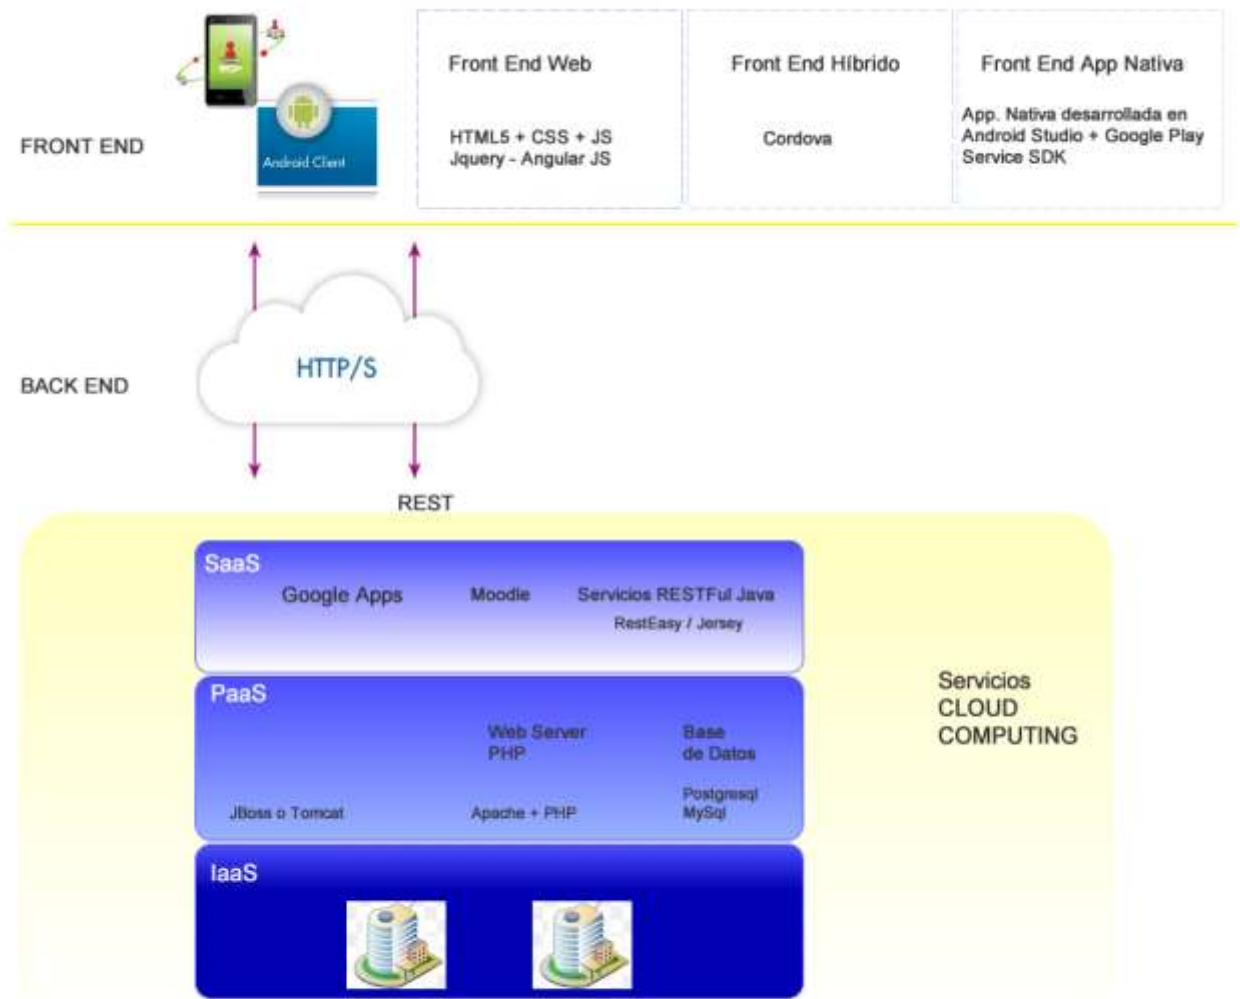 Front End Web
Front End Híbrido
Front End App Nativa
FRONT END
Android Client
HTML5 + CSS + JS
Jquery - Angular JS
Cordova
App. Nativa desarrollada en
Android Studio + Google Play
Service SDK
HTTP/S
BACK END
REST
SaaS
Google Apps
Moodle
Servicios RESTFul Java
RestEasy / Jersey
PaaS
Web Server
PHP
Base
de Datos
JBoss o Tomcat
Apache + PHP
Postgresql
MySql
Servicios
CLOUD
COMPUTING
IaaS